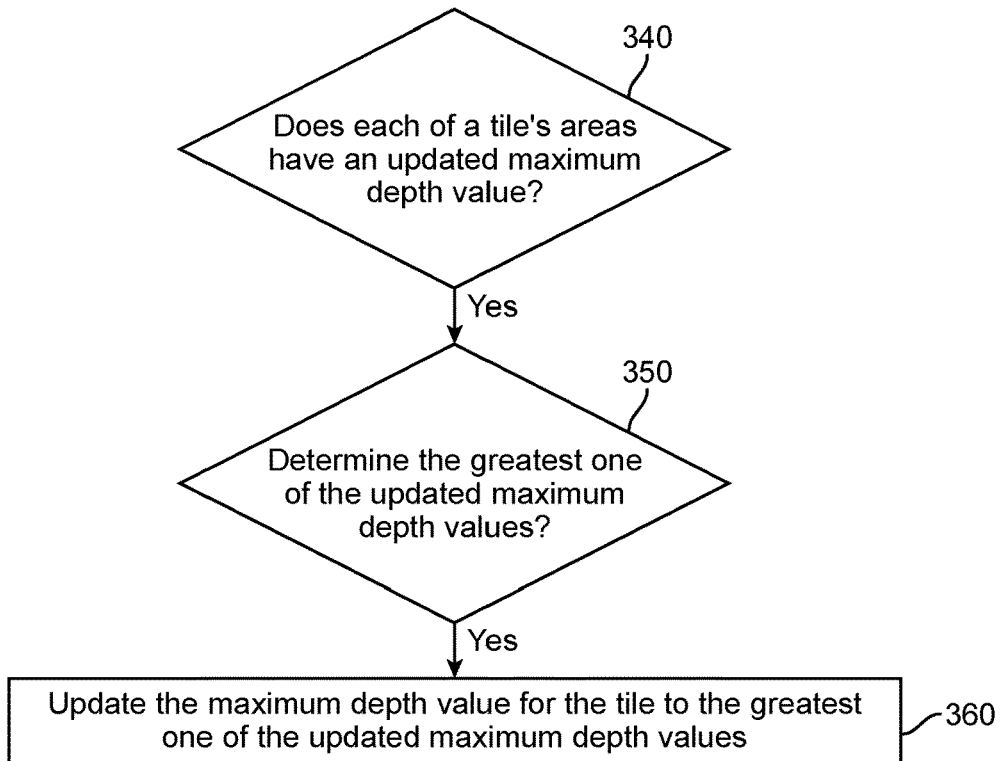 340
Does each of a tile's areas
have an updated maximum
depth value?
Yes
350
Determine the greatest one
of the updated maximum
depth values?
Yes
Update the maximum depth value for the tile to the greatest
one of the updated maximum depth values
360